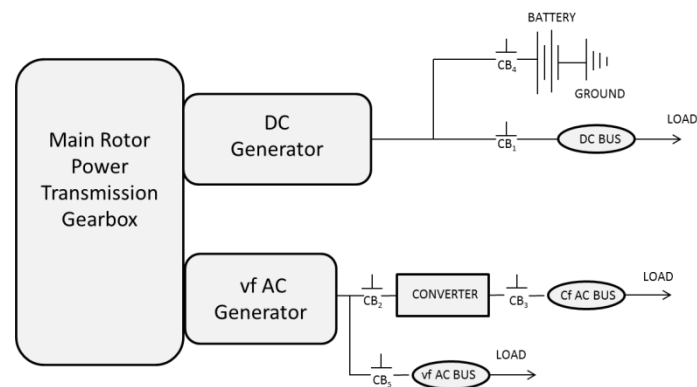 BATTERY
CB₄
GROUND
Main Rotor
Power
Transmission
Gearbox
DC
Generator
CB₁
DC BUS
LOAD
vf AC
Generator
CB₂
CONVERTER
CB₃
Cf AC BUS
LOAD
CB₅
vf AC BUS
LOAD